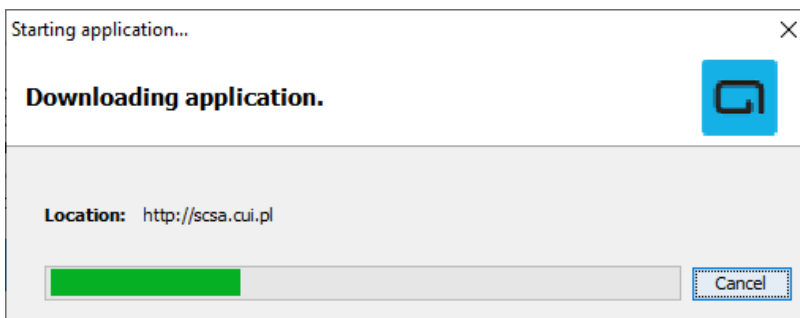 Starting application...
Downloading application.
Location: http://scsa.cui.pl
Cancel